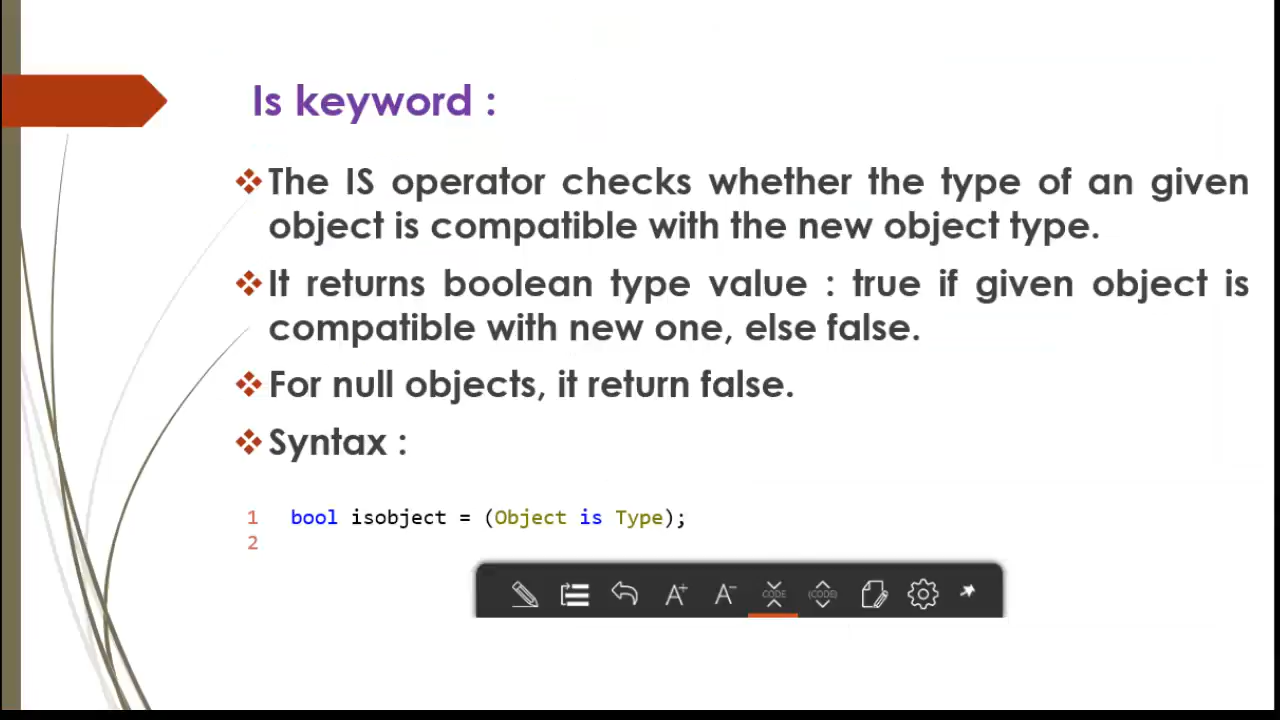 Is keyword :
The IS operator checks whether the type of an given
object is compatible with the new object type.
It returns boolean type value : true if given object is
compatible with new one, else false.
For null objects, it return false.
Syntax :
1 bool isobject = (Object is Type);
2
A+ A- CODE (CODE)